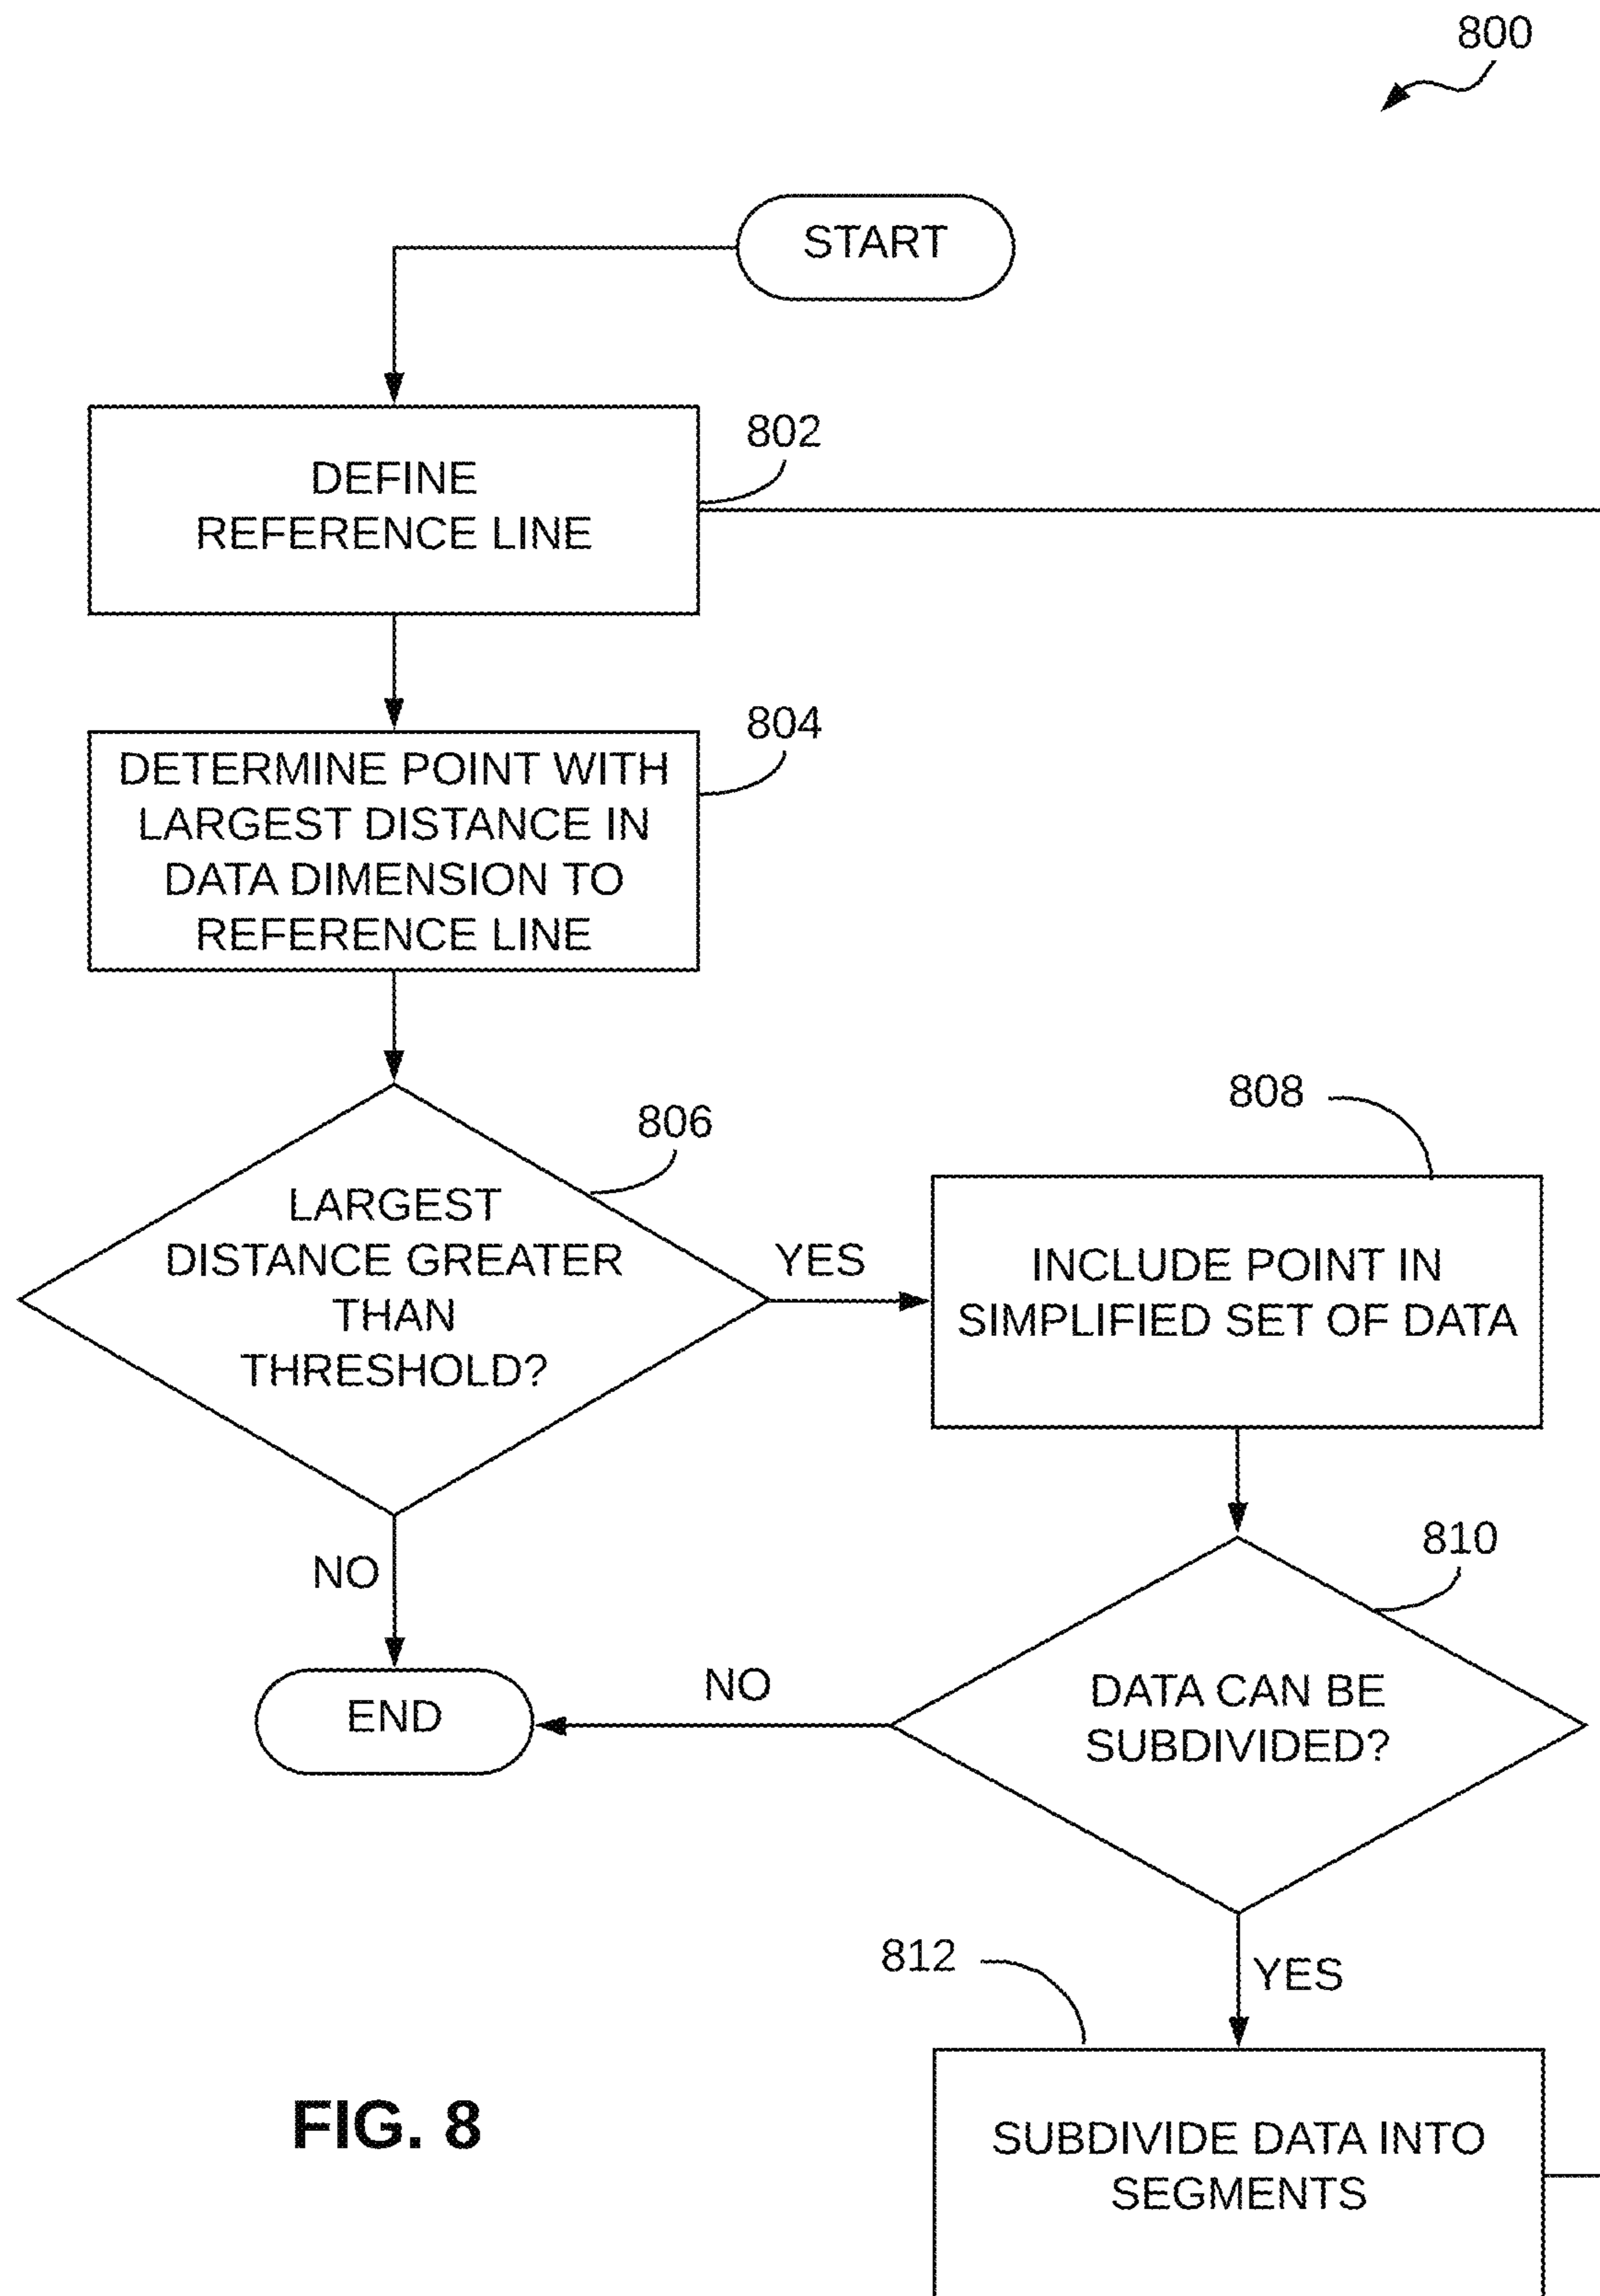 800
START
802
DEFINE
REFERENCE LINE
804
DETERMINE POINT WITH
LARGEST DISTANCE IN
DATA DIMENSION TO
REFERENCE LINE
806
LARGEST
DISTANCE GREATER
THAN
THRESHOLD?
YES
808
INCLUDE POINT IN
SIMPLIFIED SET OF DATA
NO
END
NO
810
DATA CAN BE
SUBDIVIDED?
YES
812
SUBDIVIDE DATA INTO
SEGMENTS
FIG. 8